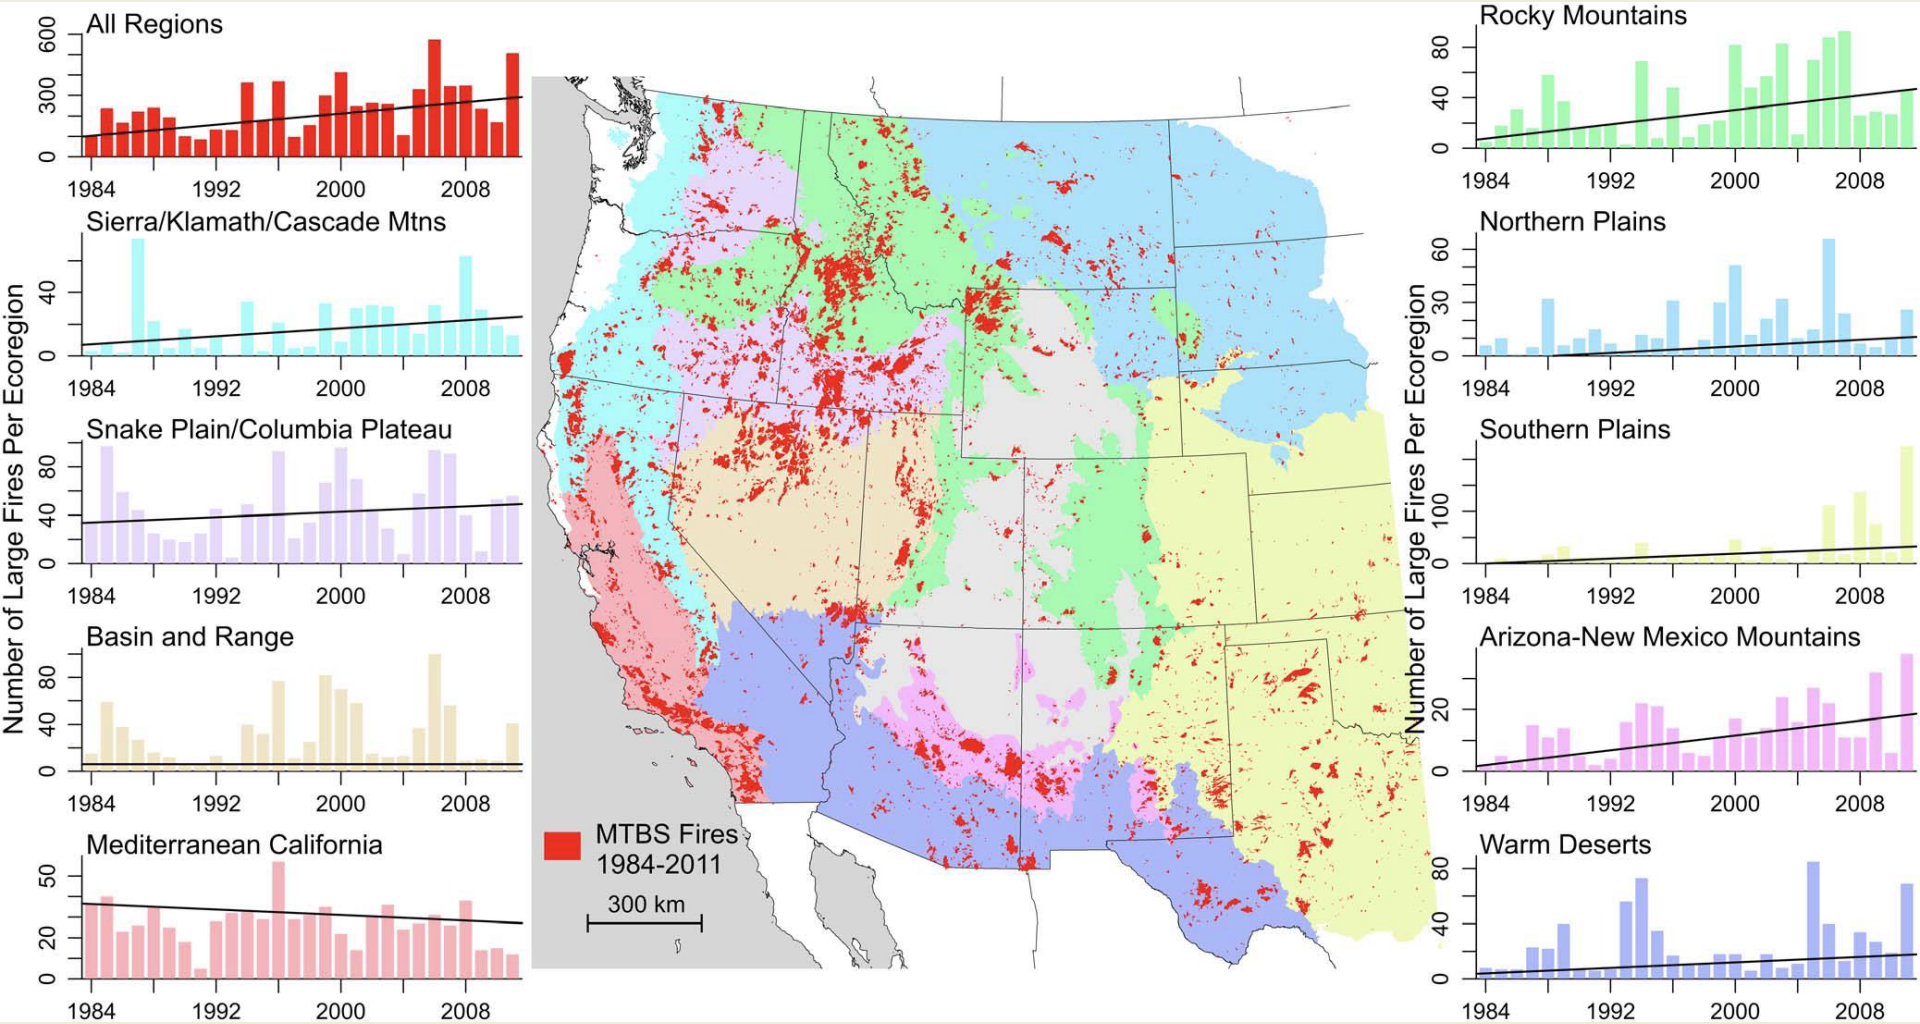 All Regions
600
300
0
1984 1992 2000 2008
Sierra/Klamath/Cascade Mtns
40
0
1984 1992 2000 2008
Snake Plain/Columbia Plateau
80
40
0
1984 1992 2000 2008
Basin and Range
80
40
0
1984 1992 2000 2008
Mediterranean California
50
20
0
1984 1992 2000 2008
Number of Large Fires Per Ecoregion
MTBS Fires
1984-2011
300 km
Number of Large Fires Per Ecoregion
Rocky Mountains
80
40
0
1984 1992 2000 2008
Northern Plains
60
30
0
1984 1992 2000 2008
Southern Plains
100
0
1984 1992 2000 2008
Arizona-New Mexico Mountains
20
0
1984 1992 2000 2008
Warm Deserts
80
40
0
1984 1992 2000 2008